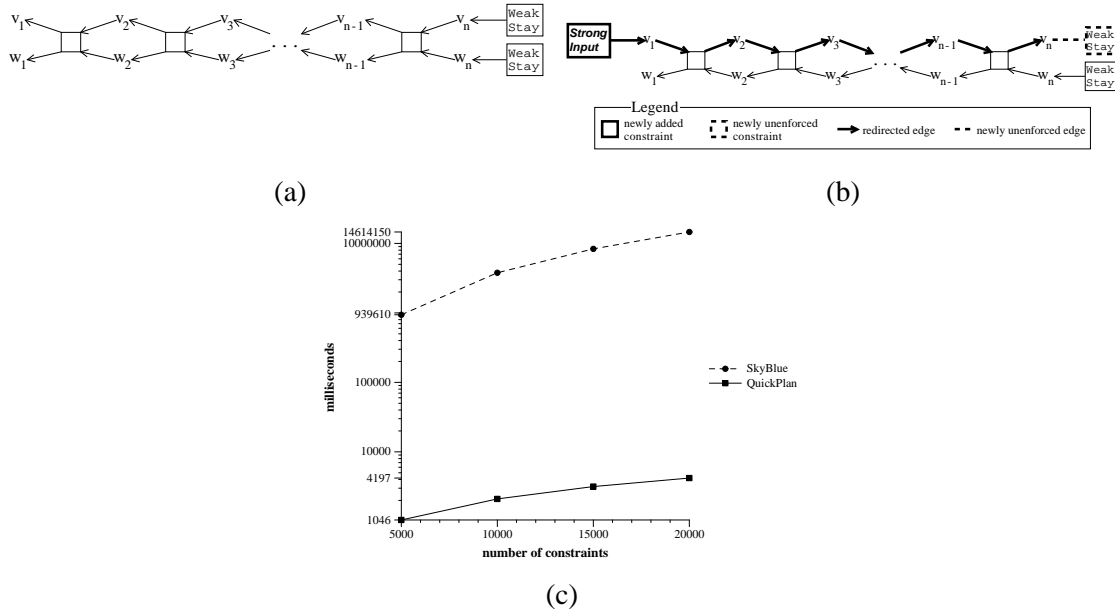 v1 v2 v3 vn-1 vn Weak Stay
. . .
w1 w2 w3 wn-1 wn Weak Stay
Strong Input v1 v2 v3 vn-1 vn Weak Stay
. . .
w1 w2 w3 wn-1 wn Weak Stay
Legend
newly added constraint
newly unenforced constraint
redirected edge
newly unenforced edge
(a)
(b)
14614150
10000000
939610
100000
10000
4197
1046
milliseconds
5000 10000 15000 20000
number of constraints
SkyBlue
QuickPlan
(c)